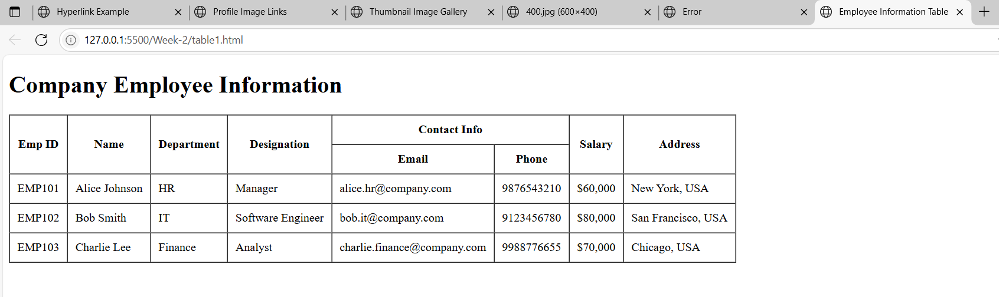 Hyperlink Example Profile Image Links Thumbnail Image Gallery 400.jpg (600×400) Error Employee Information Table
127.0.0.1:5500/Week-2/table1.html
Company Employee Information
Emp ID Name Department Designation Contact Info Salary Address
Email Phone
EMP101 Alice Johnson HR Manager alice.hr@company.com 9876543210 $60,000 New York, USA
EMP102 Bob Smith IT Software Engineer bob.it@company.com 9123456780 $80,000 San Francisco, USA
EMP103 Charlie Lee Finance Analyst charlie.finance@company.com 9988776655 $70,000 Chicago, USA